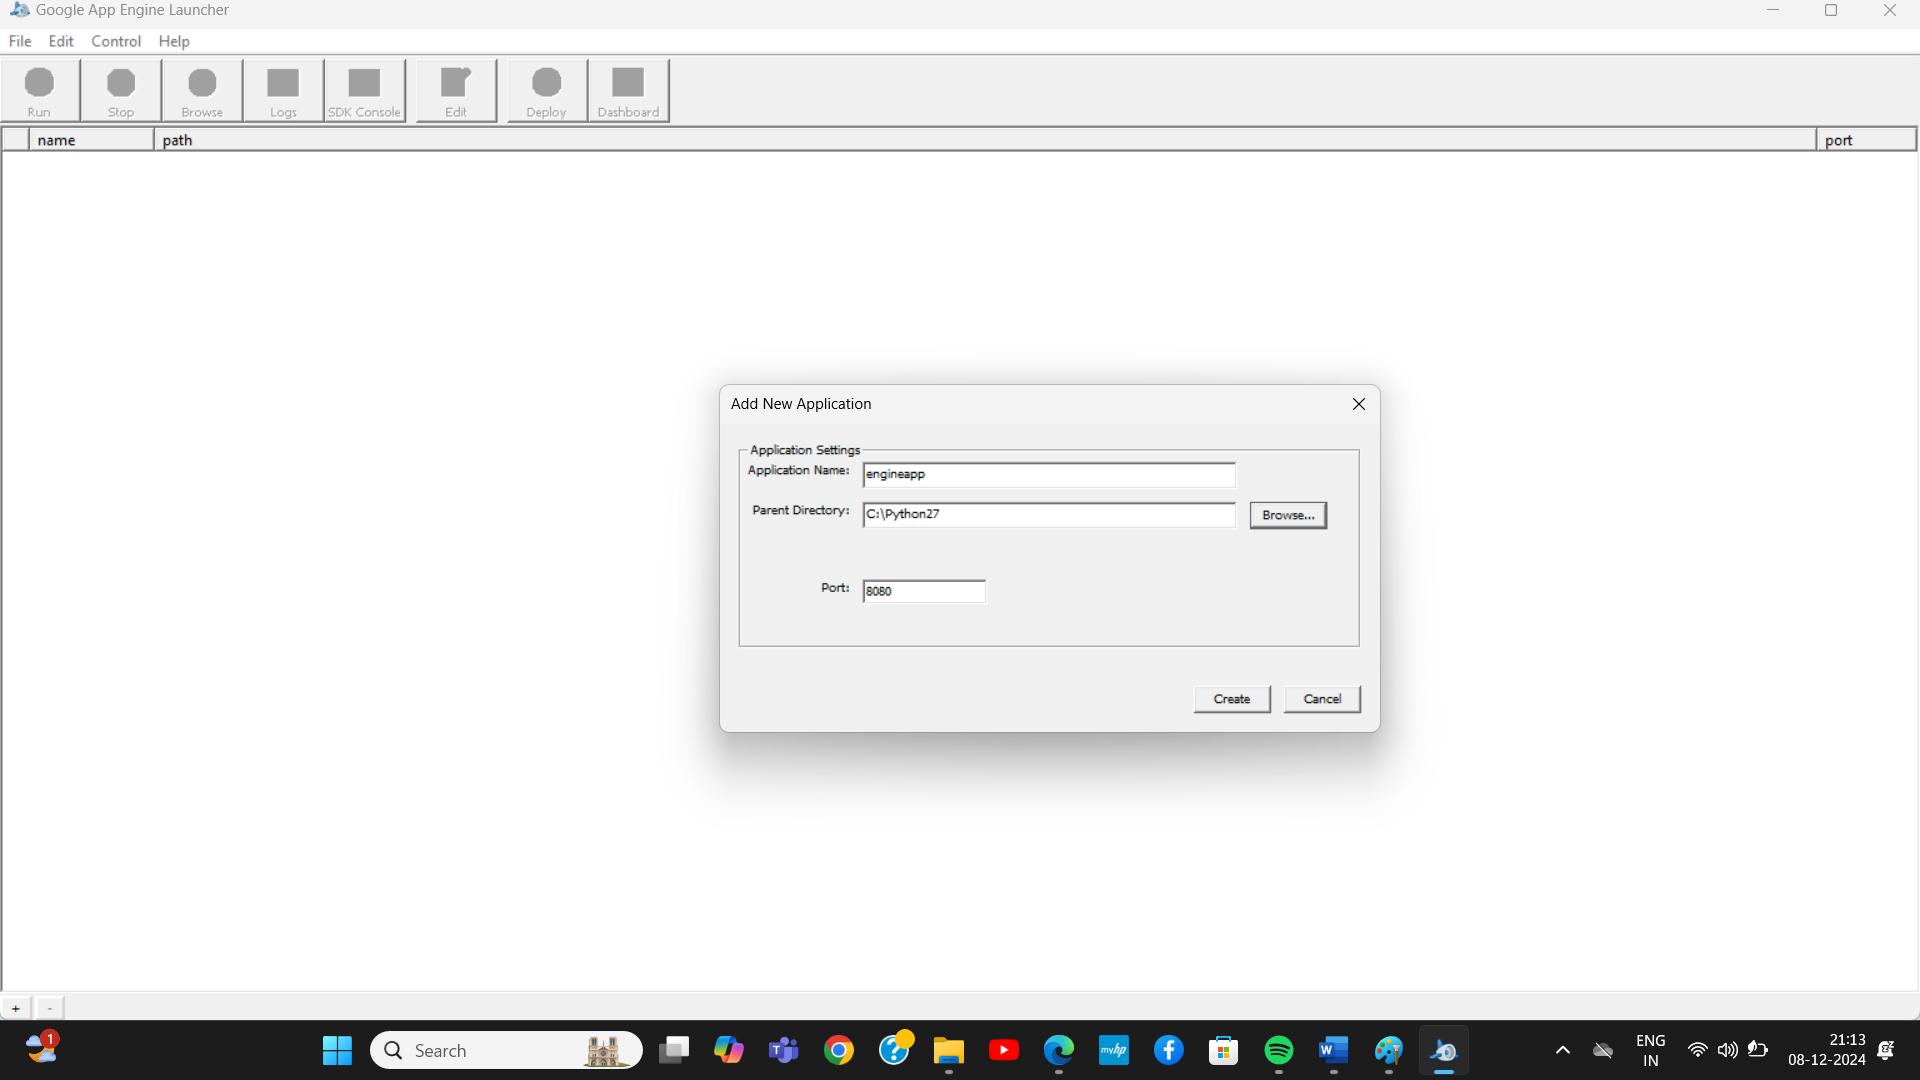 Google App Engine Launcher
File Edit Control Help
Run Stop Browse Logs SDK Console Edit Deploy Dashboard
name path port
Add New Application
Application Settings
Application Name: engineapp
Parent Directory: C:\Python27 Browse...
Port: 8080
Create Cancel
+ -
1
Search
T
myhp
W
ENG
IN
21:13
08-12-2024